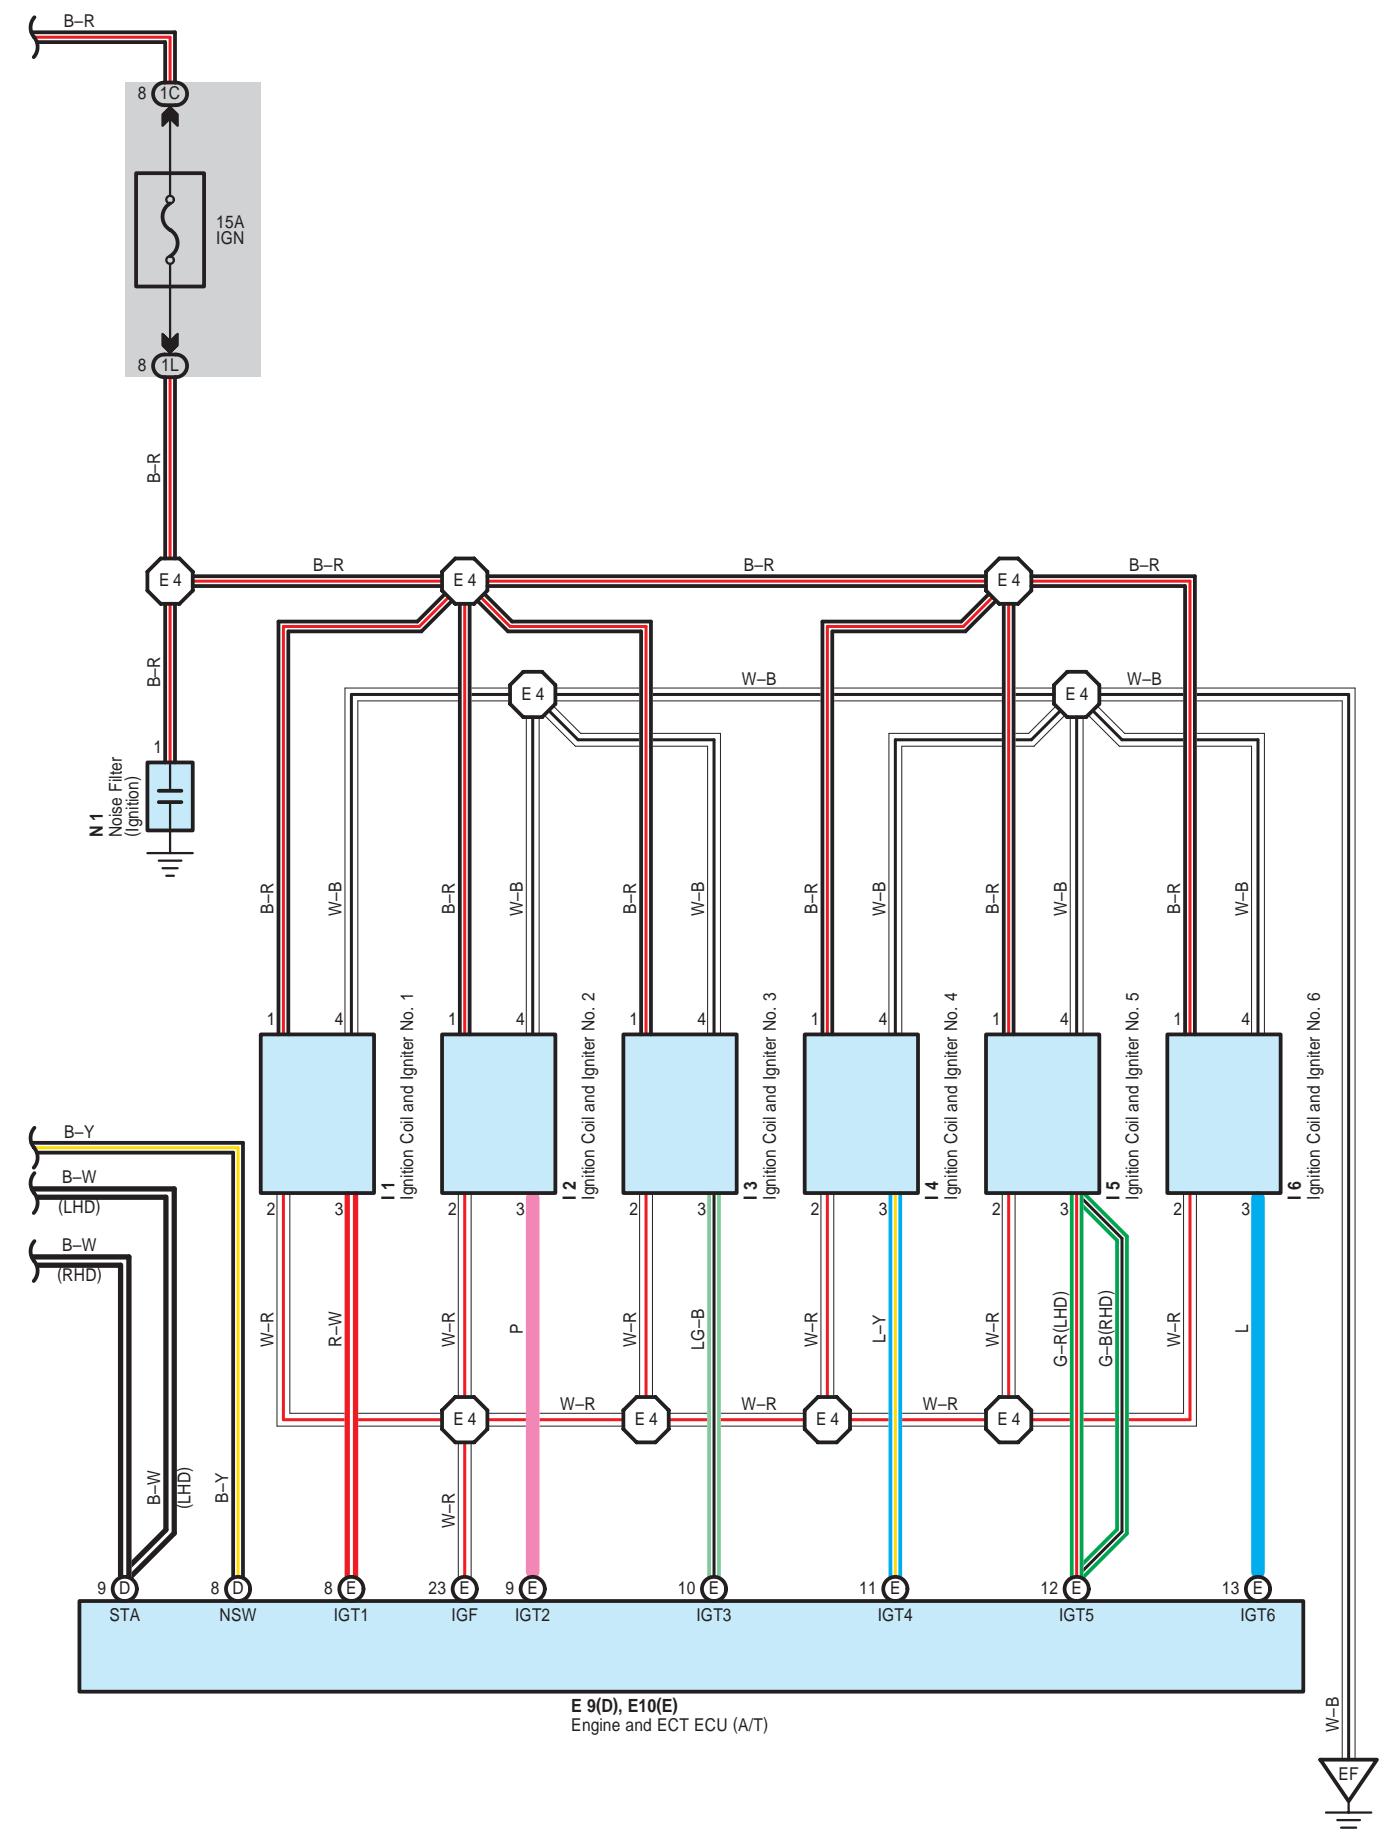 B–R
8 1C
15A
IGN
8 1L
B–R
E 4
B–R
E 4
B–R
E 4
B–R
B–R
E 4
W–B
E 4
W–B
1
N 1
Noise Filter
(Ignition)
B–R
W–B
B–R
W–B
B–R
W–B
B–R
W–B
B–R
W–B
B–R
W–B
1
4
1
4
1
4
1
4
1
4
1
4
I 1
Ignition Coil and Igniter No. 1
I 2
Ignition Coil and Igniter No. 2
I 3
Ignition Coil and Igniter No. 3
I 4
Ignition Coil and Igniter No. 4
I 5
Ignition Coil and Igniter No. 5
I 6
Ignition Coil and Igniter No. 6
B–Y
B–W
(LHD)
B–W
(RHD)
2
3
2
3
2
3
2
3
2
3
2
3
W–R
R–W
W–R
P
W–R
LG–B
W–R
L–Y
W–R
G–R(LHD)
G–B(RHD)
W–R
L
E 4
W–R
E 4
W–R
E 4
W–R
E 4
B–W
(LHD)
B–Y
W–R
9 D
8 D
8 E
23 E
9 E
10 E
11 E
12 E
13 E
STA
NSW
IGT1
IGF
IGT2
IGT3
IGT4
IGT5
IGT6
E 9(D), E10(E)
Engine and ECT ECU (A/T)
W–B
EF